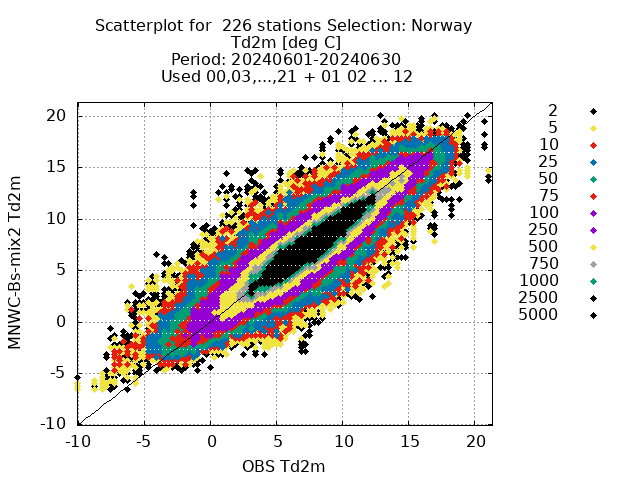 Scatterplot for  226 stations Selection: Norway
Td2m [deg C]
Period: 20240601-20240630
Used 00,03,...,21 + 01 02 ... 12
MNWC-Bs-mix2 Td2m
20
15
10
5
0
-5
-10
-10 -5 0 5 10 15 20
OBS Td2m
2
5
10
25
50
75
100
250
500
750
1000
2500
5000